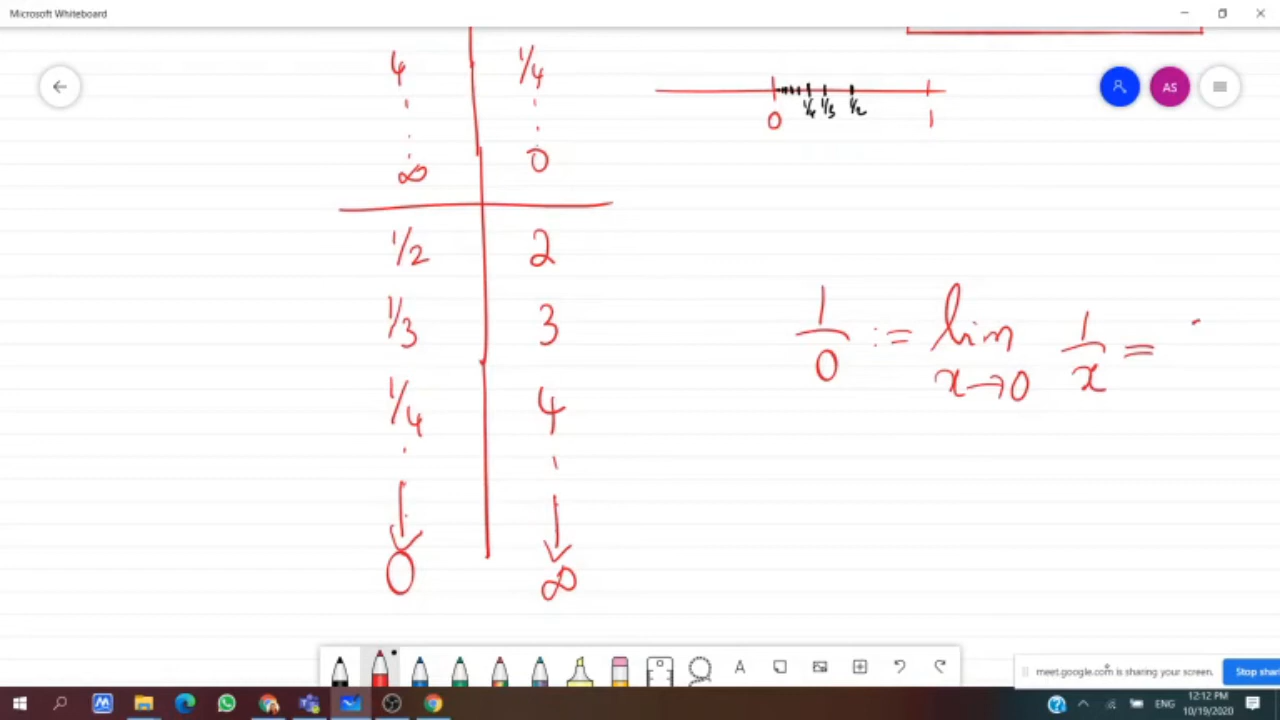 Microsoft Whiteboard
4 1/4
∞ 0
0 1/4 1/3 1/2 1
AS
1/2 2
1/3 3
1/4 4
0 ∞
1/0 := lim x→0 1/x =
A
meet.google.com is sharing your screen. Stop shar
ENG
12:12 PM
10/19/2020